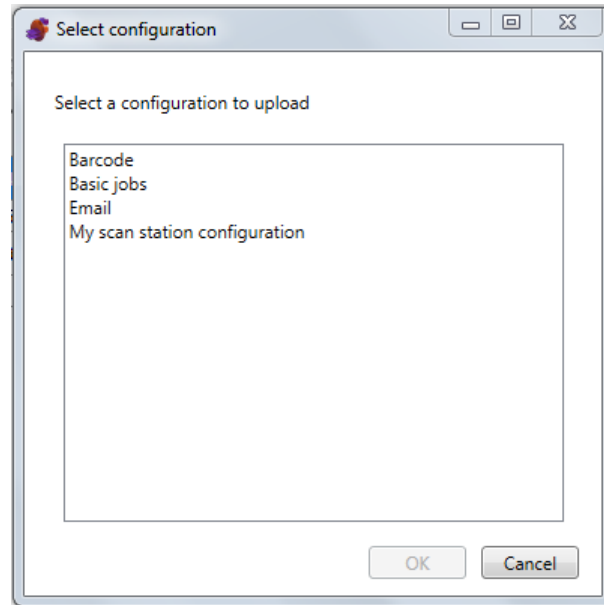 Select configuration
Select a configuration to upload
Barcode
Basic jobs
Email
My scan station configuration
OK
Cancel